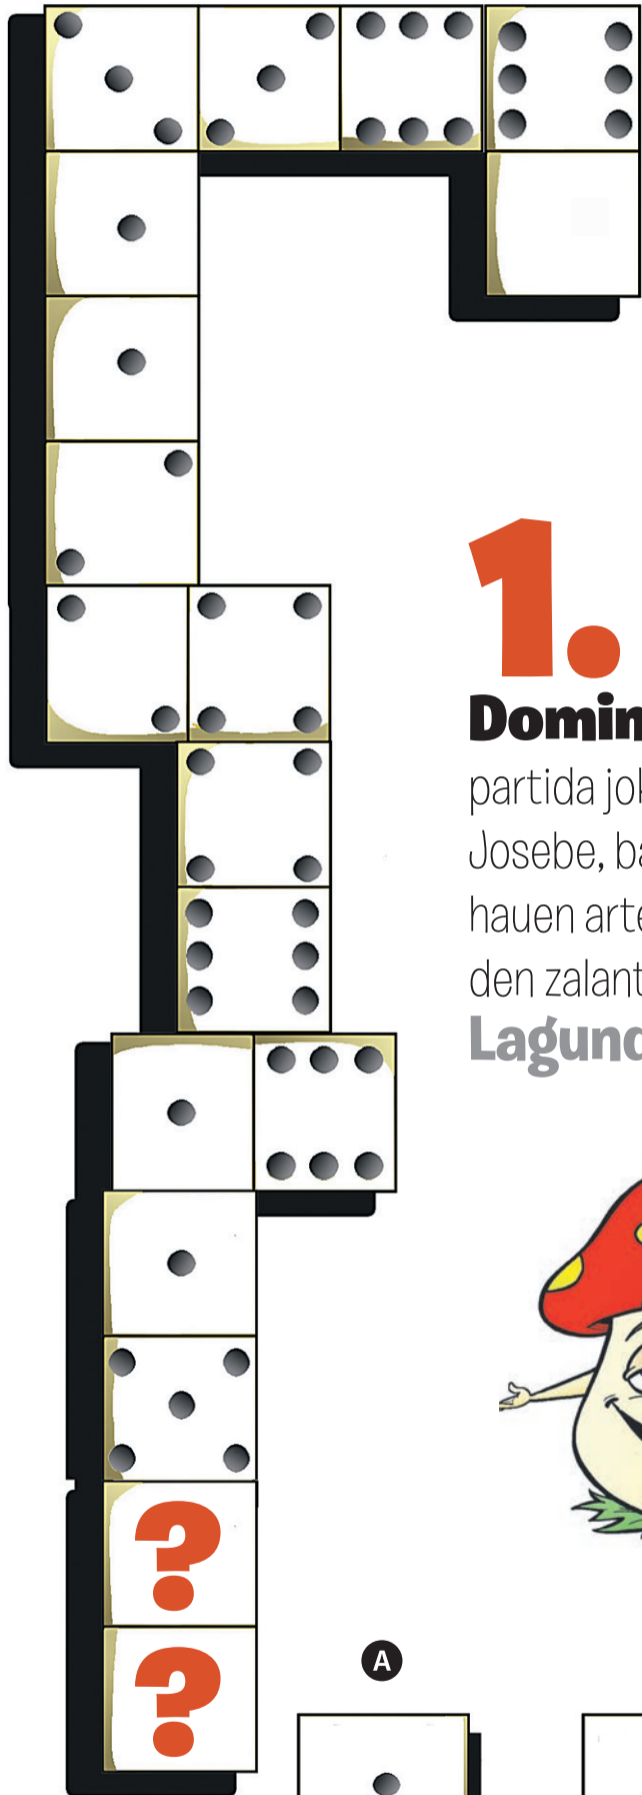 ?
?
1.
Domin
partida jok
Josebe, ba
hauen arte
den zalant
Lagund
A